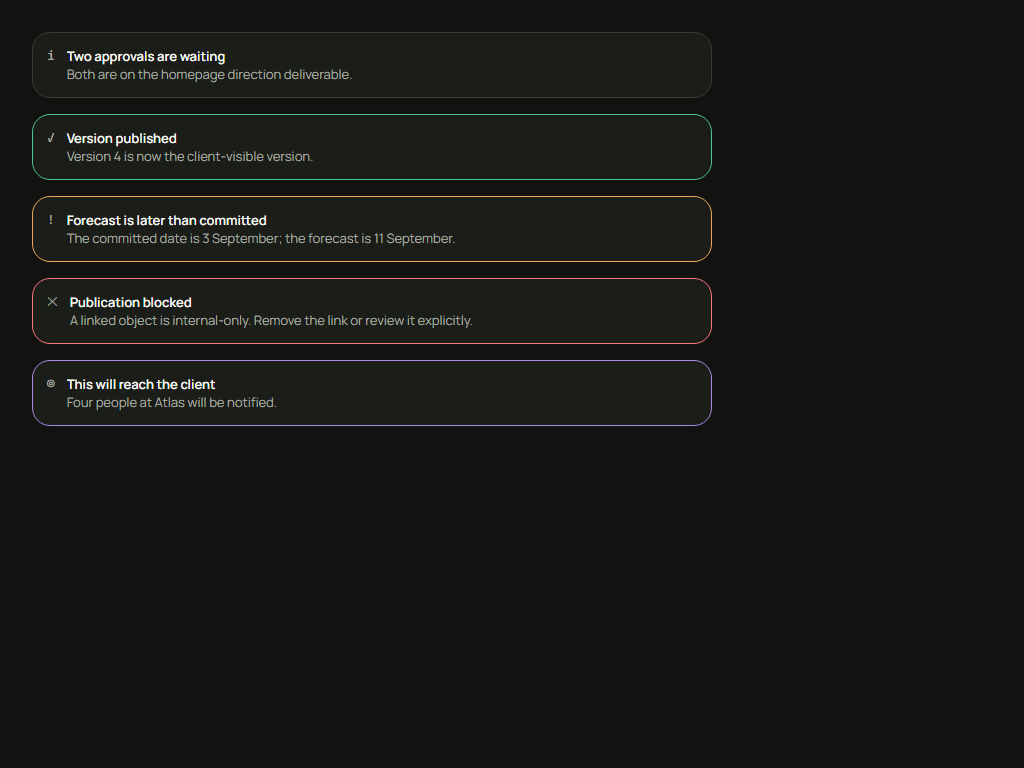 i Two approvals are waiting
Both are on the homepage direction deliverable.
✓ Version published
Version 4 is now the client-visible version.
! Forecast is later than committed
The committed date is 3 September; the forecast is 11 September.
× Publication blocked
A linked object is internal-only. Remove the link or review it explicitly.
◎ This will reach the client
Four people at Atlas will be notified.